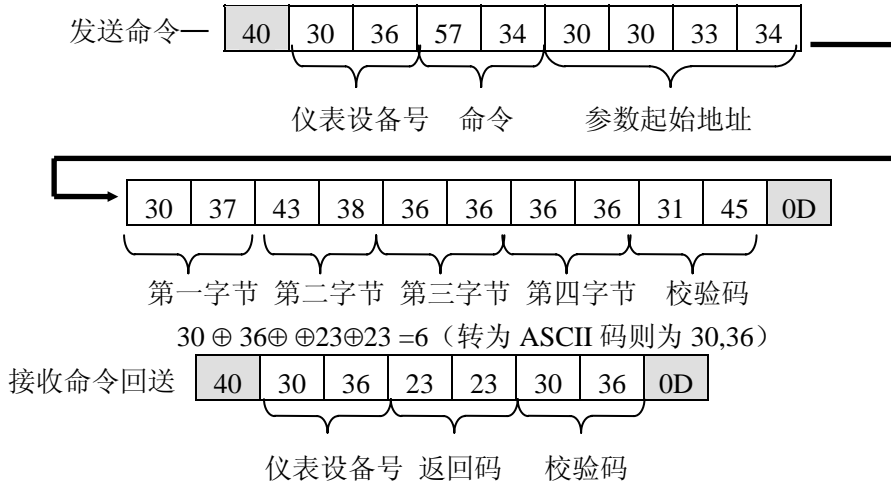 发送命令— 40 30 36 57 34 30 30 33 34
仪表设备号 命令 参数起始地址
30 37 43 38 36 36 36 36 31 45 0D
第一字节 第二字节 第三字节 第四字节 校验码
30 ⊕ 36⊕ ⊕23⊕23 =6（转为 ASCII 码则为 30,36）
接收命令回送 40 30 36 23 23 30 36 0D
仪表设备号 返回码 校验码